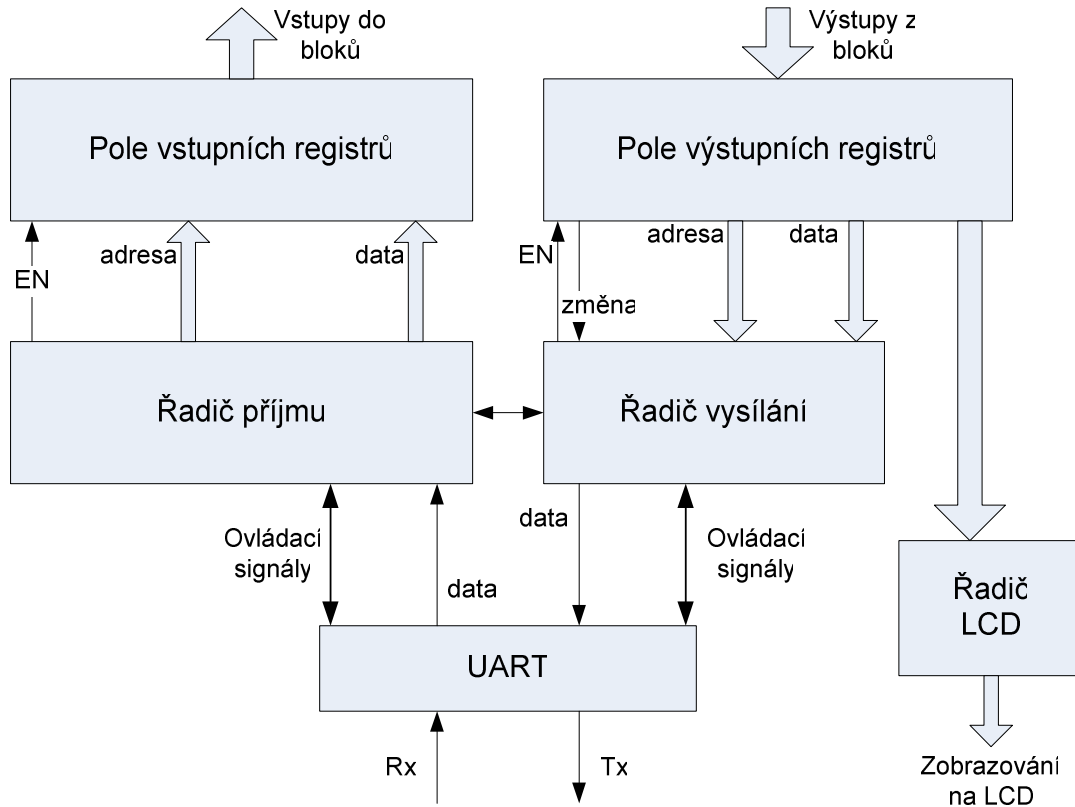 Vstupy do
bloků
Výstupy z
bloků
Pole vstupních registrů
Pole výstupních registrů
EN
adresa
data
EN
změna
adresa
data
Řadič příjmu
Řadič vysílání
Ovládací
signály
data
data
Ovládací
signály
Řadič
LCD
UART
Rx
Tx
Zobrazování
na LCD